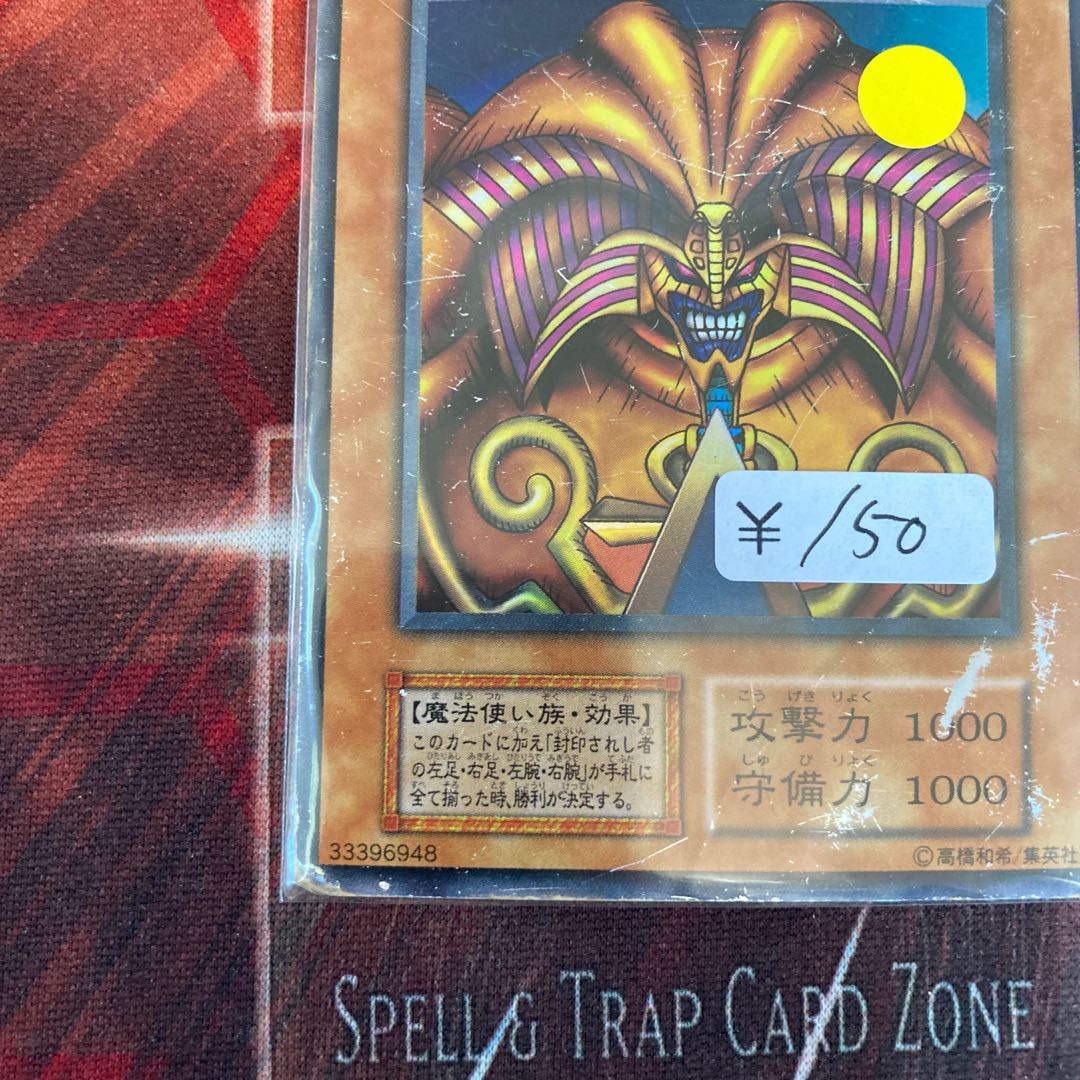 ¥ /50
【魔法使い族・効果】
このカードに加え「封印されし者
の左足・右足・左腕・右腕」が手札に
全て揃った時、勝利が決定する。
攻撃力 1000
守備力 1000
33396948
©高橋和希/集英社
SPELL & TRAP CARD ZONE